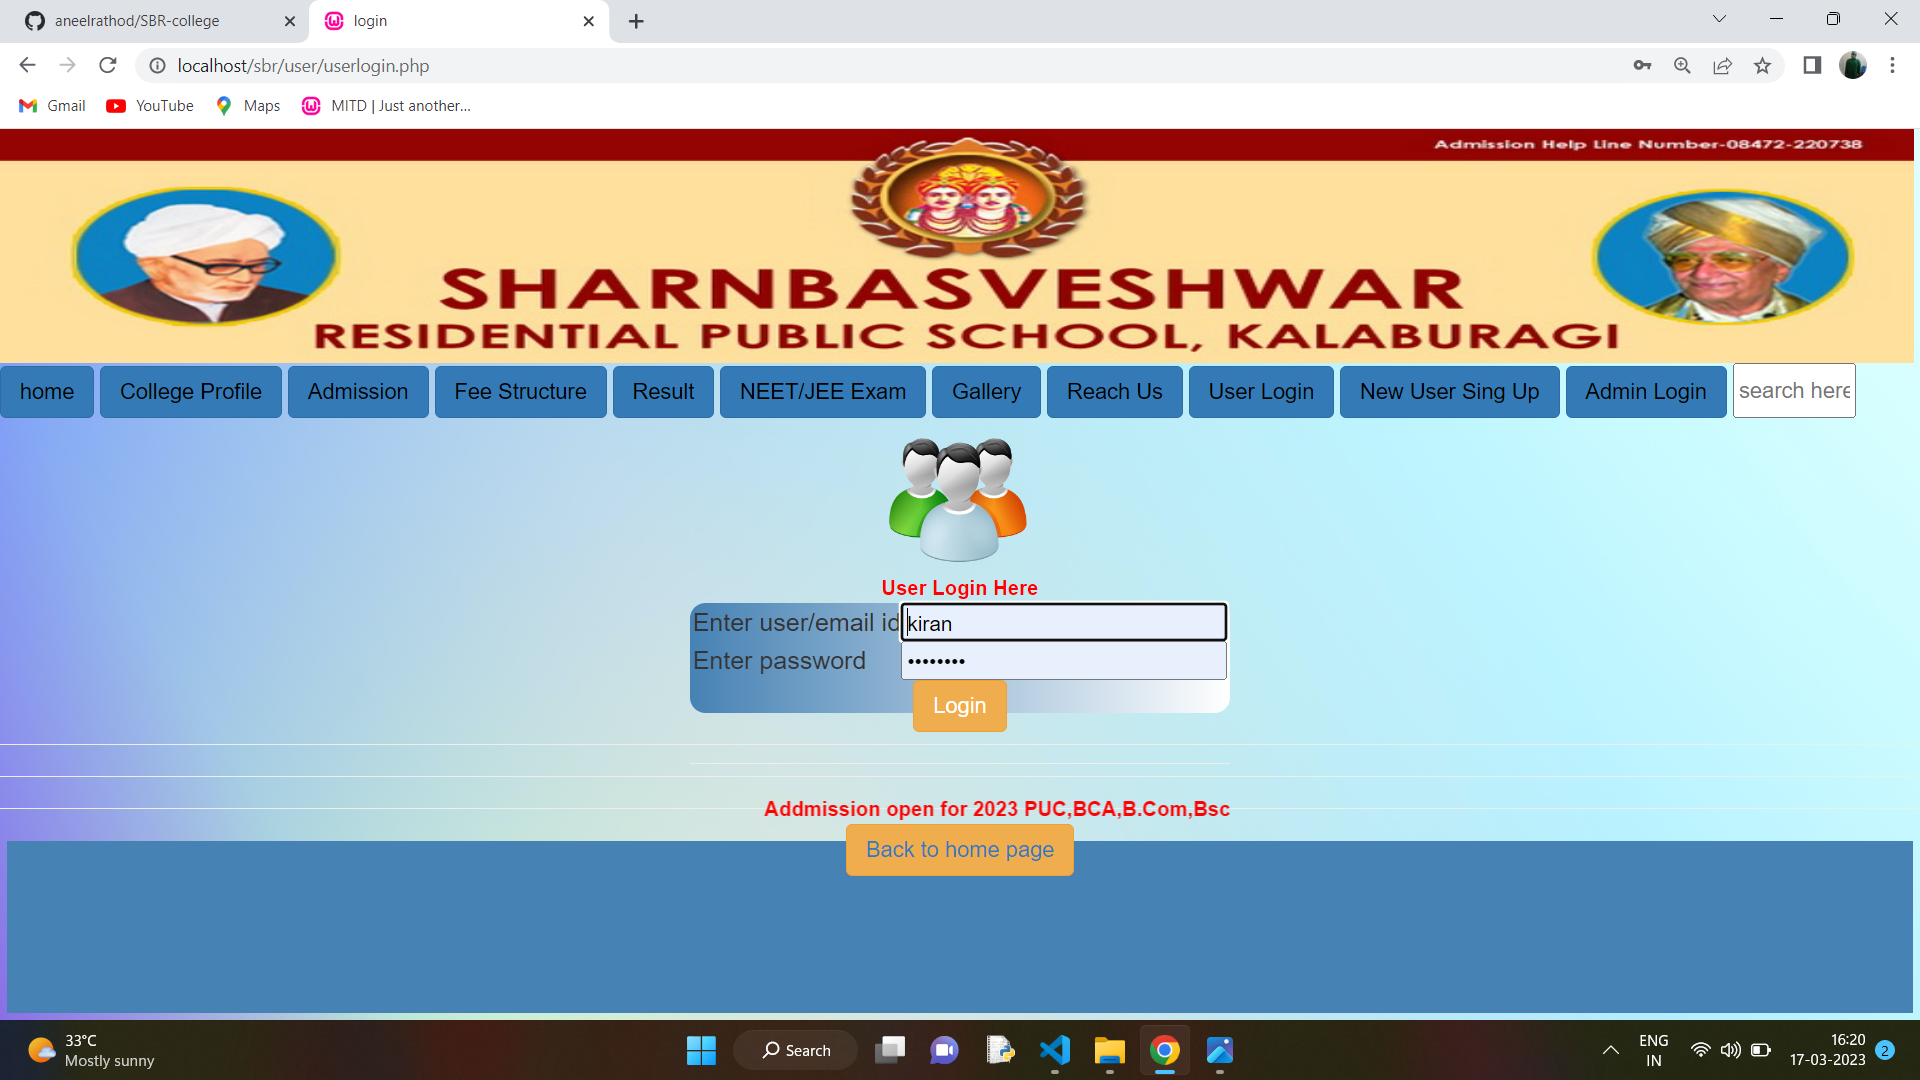 aneelrathod/SBR-college
login
localhost/sbr/user/userlogin.php
Gmail
YouTube
Maps
MITD | Just another...
Admission Help Line Number-08472-220738
SHARNBASVESHWAR
RESIDENTIAL PUBLIC SCHOOL, KALABURAGI
home
College Profile
Admission
Fee Structure
Result
NEET/JEE Exam
Gallery
Reach Us
User Login
New User Sing Up
Admin Login
search here
User Login Here
Enter user/email id
kiran
Enter password
••••••••
Login
Addmission open for 2023 PUC,BCA,B.Com,Bsc
Back to home page
33°C
Mostly sunny
Search
ENG
IN
16:20
17-03-2023
2